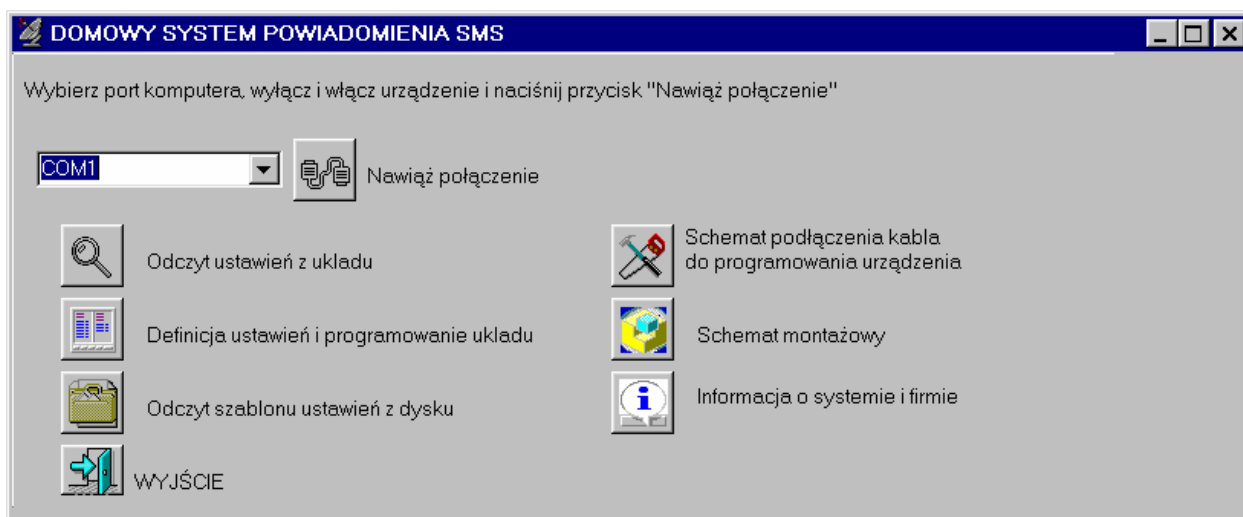 DOMOWY SYSTEM POWIADOMIENIA SMS
Wybierz port komputera, wyłącz i włącz urządzenie i naciśnij przycisk "Nawiąż połączenie"
COM1
Nawiąż połączenie
Odczyt ustawień z ukladu
Schemat podłączenia kabla
do programowania urządzenia
Definicja ustawień i programowanie ukladu
Schemat montażowy
Odczyt szablonu ustawień z dysku
Informacja o systemie i firmie
WYJŚCIE